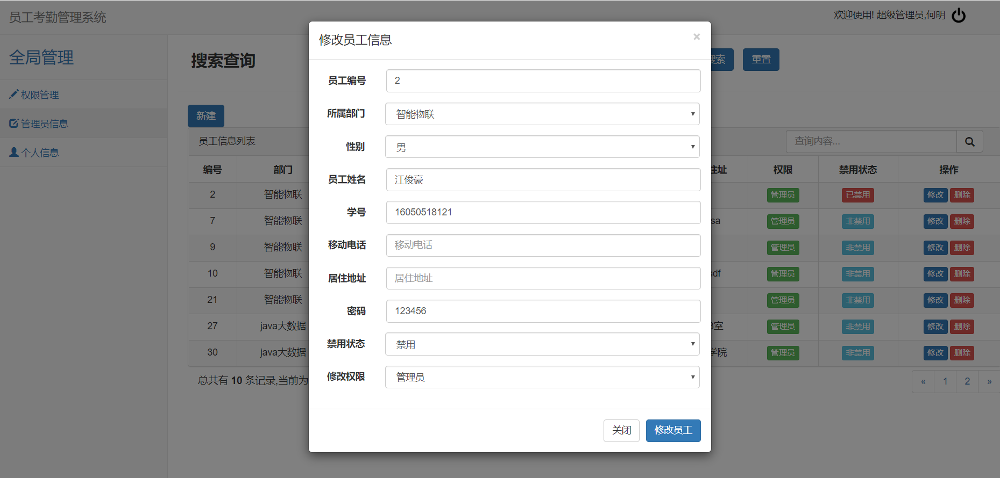 员工考勤管理系统
欢迎使用! 超级管理员,何明
全局管理
权限管理
管理员信息
个人信息
搜索查询
搜索
重置
新建
员工信息列表
查询内容...
编号 部门 住址 权限 禁用状态 操作
2 智能物联 管理员 已禁用 修改 删除
7 智能物联 sa 管理员 非禁用 修改 删除
9 智能物联 管理员 非禁用 修改 删除
10 智能物联 df 管理员 非禁用 修改 删除
21 智能物联 管理员 非禁用 修改 删除
27 java大数据 室 管理员 非禁用 修改 删除
30 java大数据 学院 管理员 非禁用 修改 删除
总共有 10 条记录,当前为
« 1 2 »
修改员工信息
×
员工编号 2
所属部门 智能物联
性别 男
员工姓名 江俊豪
学号 16050518121
移动电话 移动电话
居住地址 居住地址
密码 123456
禁用状态 禁用
修改权限 管理员
关闭 修改员工